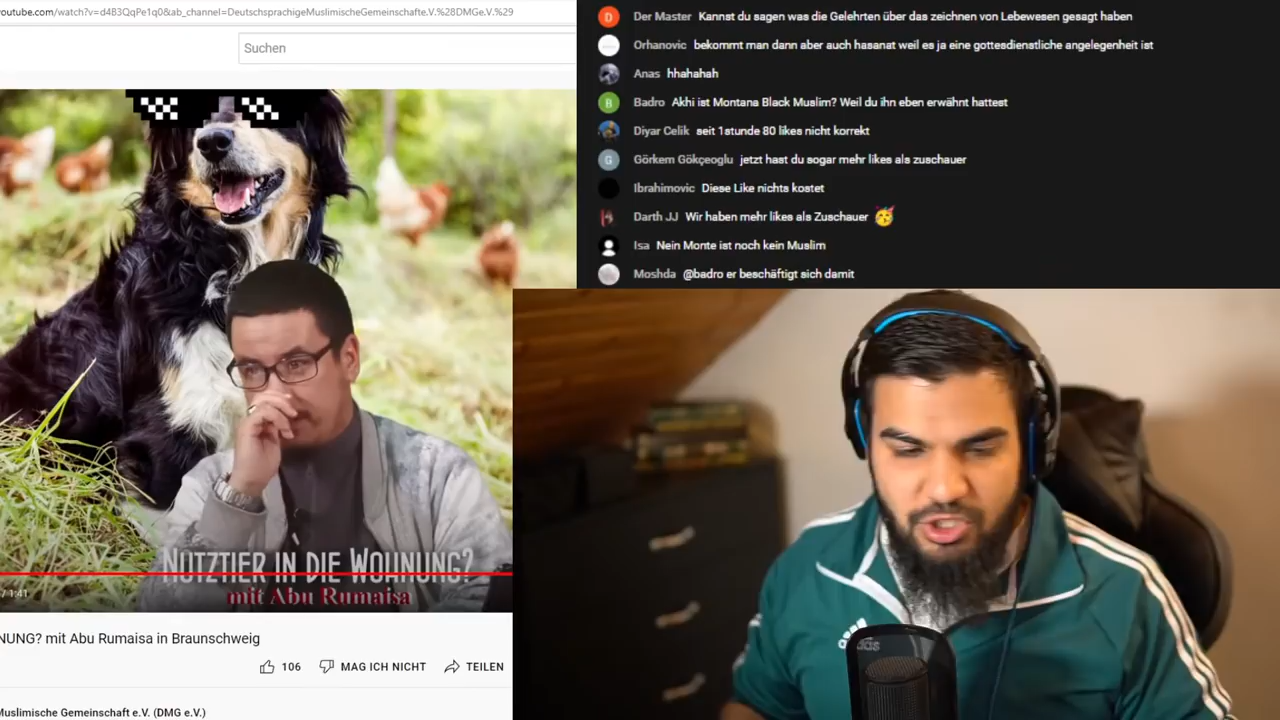 youtube.com/watch?v=d4B3QqPe1q0&ab_channel=DeutschsprachigeMuslimischeGemeinschafte.V.%28DMGe.V.%29
Suchen
NUTZTIER IN DIE WOHNUNG?
mit Abu Rumaisa
/ 1:41
NUNG? mit Abu Rumaisa in Braunschweig
106 MAG ICH NICHT TEILEN
Muslimische Gemeinschaft e.V. (DMG e.V.)
Der Master Kannst du sagen was die Gelehrten über das zeichnen von Lebewesen gesagt haben
Orhanovic bekommt man dann aber auch hasanat weil es ja eine gottesdienstliche angelegenheit ist
Anas hhahahah
Badro Akhi ist Montana Black Muslim? Weil du ihn eben erwähnt hattest
Diyar Celik seit 1stunde 80 likes nicht korrekt
Görkem Gökçeoglu jetzt hast du sogar mehr likes als zuschauer
Ibrahimovic Diese Like nichts kostet
Darth JJ Wir haben mehr likes als Zuschauer 🥳
Isa Nein Monte ist noch kein Muslim
Moshda @badro er beschäftigt sich damit
adidas